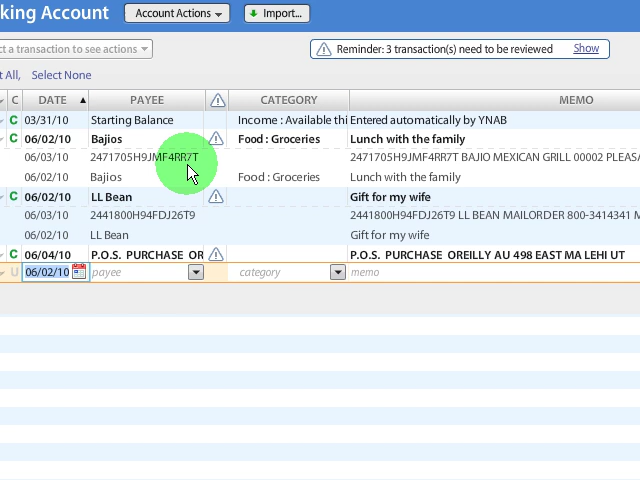 king Account Account Actions Import...
ct a transaction to see actions Reminder: 3 transaction(s) need to be reviewed Show
t All, Select None
C DATE PAYEE CATEGORY MEMO
C 03/31/10 Starting Balance Income : Available thi Entered automatically by YNAB
C 06/02/10 Bajios Food : Groceries Lunch with the family
06/03/10 2471705H9JMF4RR7T 2471705H9JMF4RR7T BAJIO MEXICAN GRILL 00002 PLEASA
06/02/10 Bajios Food : Groceries Lunch with the family
C 06/02/10 LL Bean Gift for my wife
06/03/10 2441800H94FDJ26T9 2441800H94FDJ26T9 LL BEAN MAILORDER 800-3414341 M
06/02/10 LL Bean Gift for my wife
C 06/04/10 P.O.S. PURCHASE OR P.O.S. PURCHASE OREILLY AU 498 EAST MA LEHI UT
U 06/02/10 payee category memo